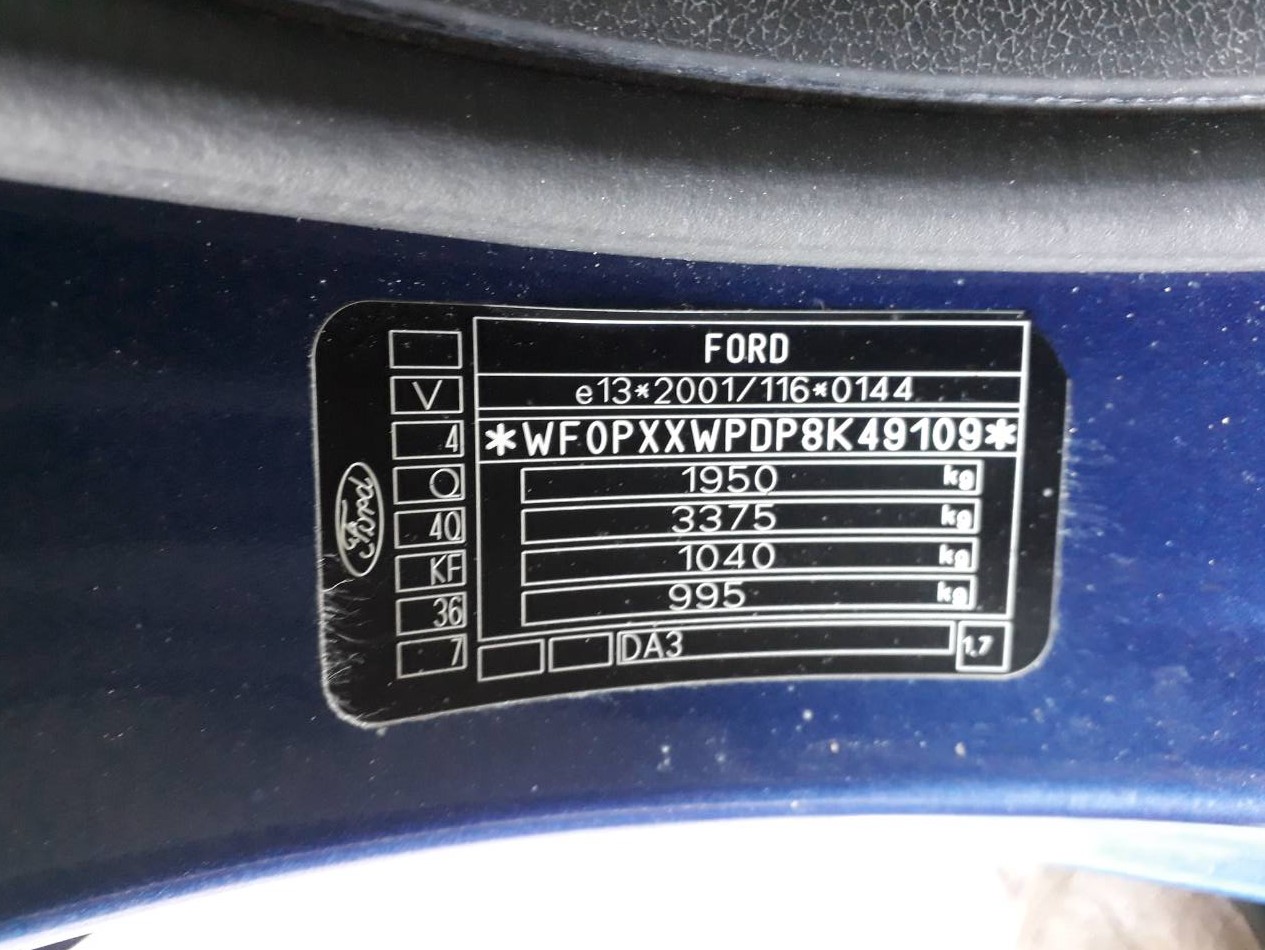 FORD
e13*2001/116*0144
*WF0PXXWPDP8K49109*
1950 kg
3375 kg
1040 kg
995 kg
DA3 1.7
V
4
O
4Q
KF
36
7
Ford